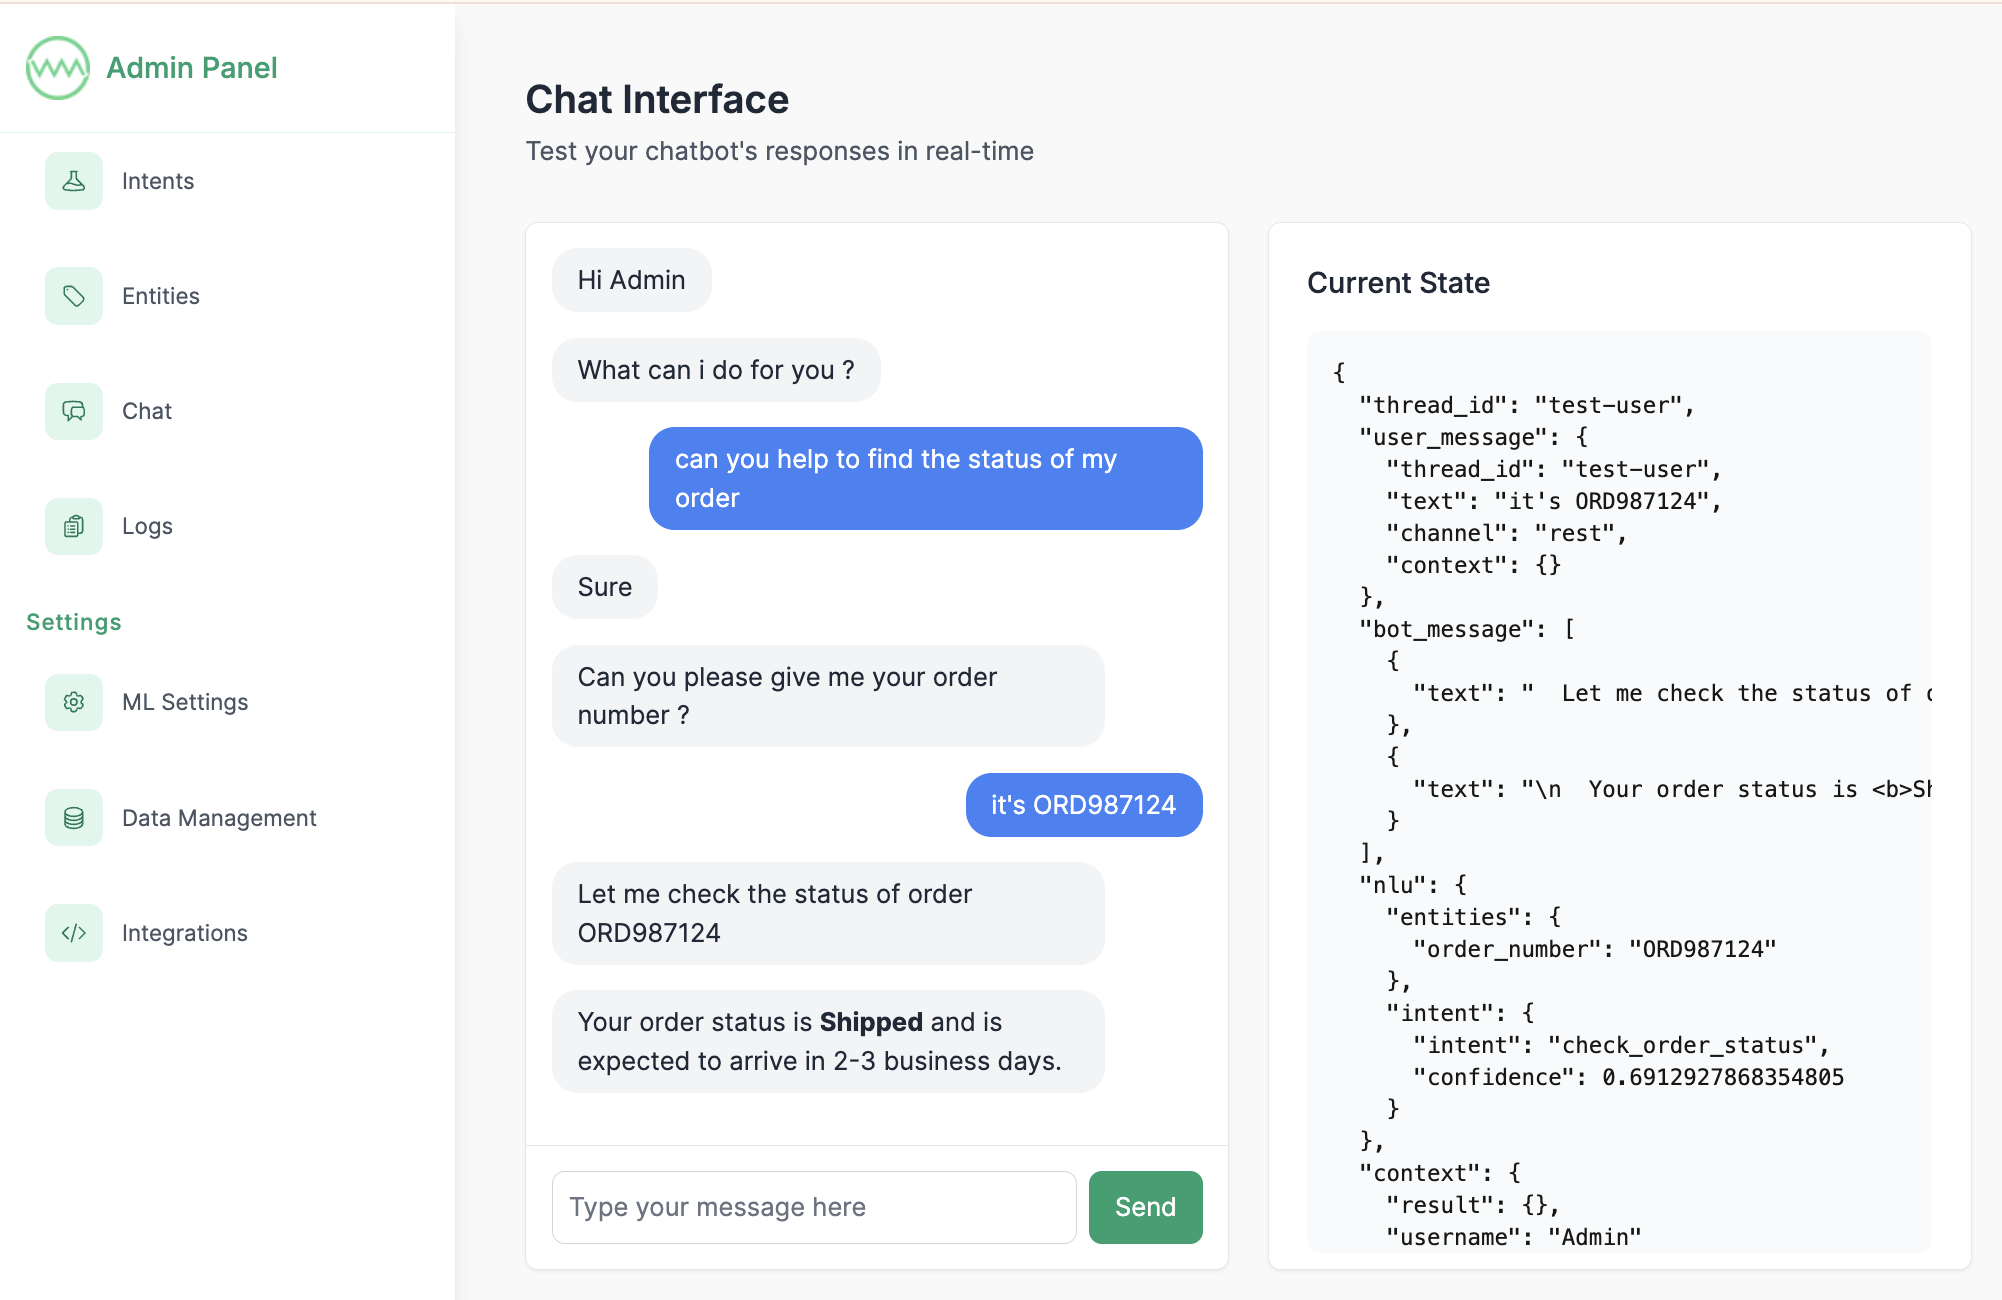 Admin Panel
Intents
Entities
Chat
Logs
Settings
ML Settings
Data Management
Integrations
Chat Interface
Test your chatbot's responses in real-time
Hi Admin
What can i do for you ?
can you help to find the status of my
order
Sure
Can you please give me your order
number ?
it's ORD987124
Let me check the status of order
ORD987124
Your order status is Shipped and is
expected to arrive in 2-3 business days.
Type your message here
Send
Current State
{
"thread_id": "test-user",
"user_message": {
"thread_id": "test-user",
"text": "it's ORD987124",
"channel": "rest",
"context": {}
},
"bot_message": [
{
"text": "  Let me check the status of
},
{
"text": "\n  Your order status is <b>Sh
}
],
"nlu": {
"entities": {
"order_number": "ORD987124"
},
"intent": {
"intent": "check_order_status",
"confidence": 0.6912927868354805
}
},
"context": {
"result": {},
"username": "Admin"